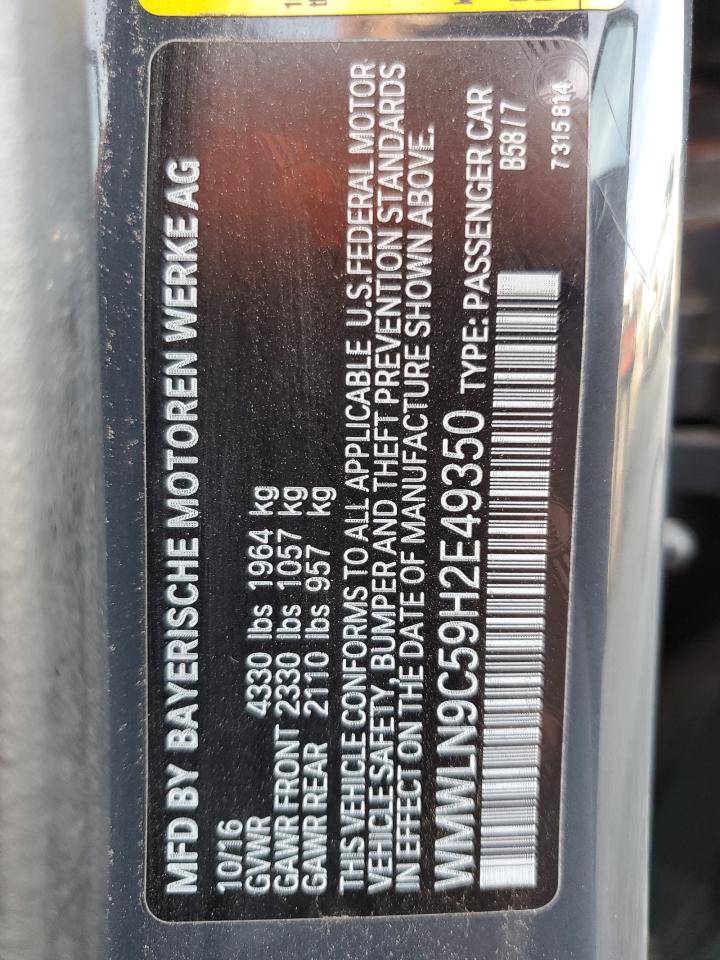 MFD BY BAYERISCHE MOTOREN WERKE AG
10/16
GVWR 4330 lbs 1964 kg
GAWR FRONT 2330 lbs 1057 kg
GAWR REAR 2110 lbs 957 kg
THIS VEHICLE CONFORMS TO ALL APPLICABLE U.S.FEDERAL MOTOR
VEHICLE SAFETY, BUMPER AND THEFT PREVENTION STANDARDS
IN EFFECT ON THE DATE OF MANUFACTURE SHOWN ABOVE.
WMWLN9C59H2E49350 TYPE: PASSENGER CAR
B58/7
7315814